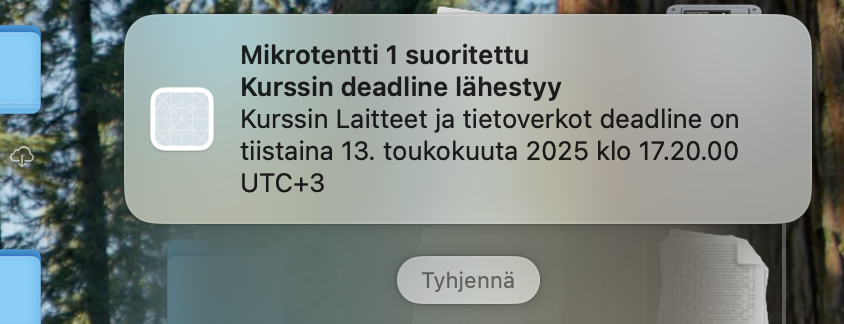 Mikrotentti 1 suoritettu
Kurssin deadline lähestyy
Kurssin Laitteet ja tietoverkot deadline on
tiistaina 13. toukokuuta 2025 klo 17.20.00
UTC+3
Tyhjennä